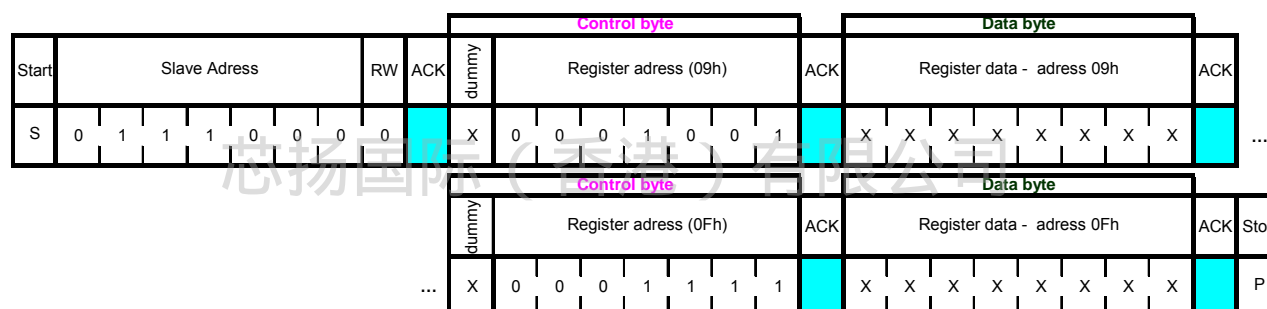 Control byte Data byte
Start Slave Adress RW ACK dummy Register adress (09h) ACK Register data - adress 09h ACK
S 0 1 1 1 0 0 0 0 X 0 0 0 1 0 0 1 X X X X X X X X ...
芯扬国际（香港）有限公司
Control byte Data byte
dummy Register adress (0Fh) ACK Register data - adress 0Fh ACK Sto
... X 0 0 0 1 1 1 1 X X X X X X X X P